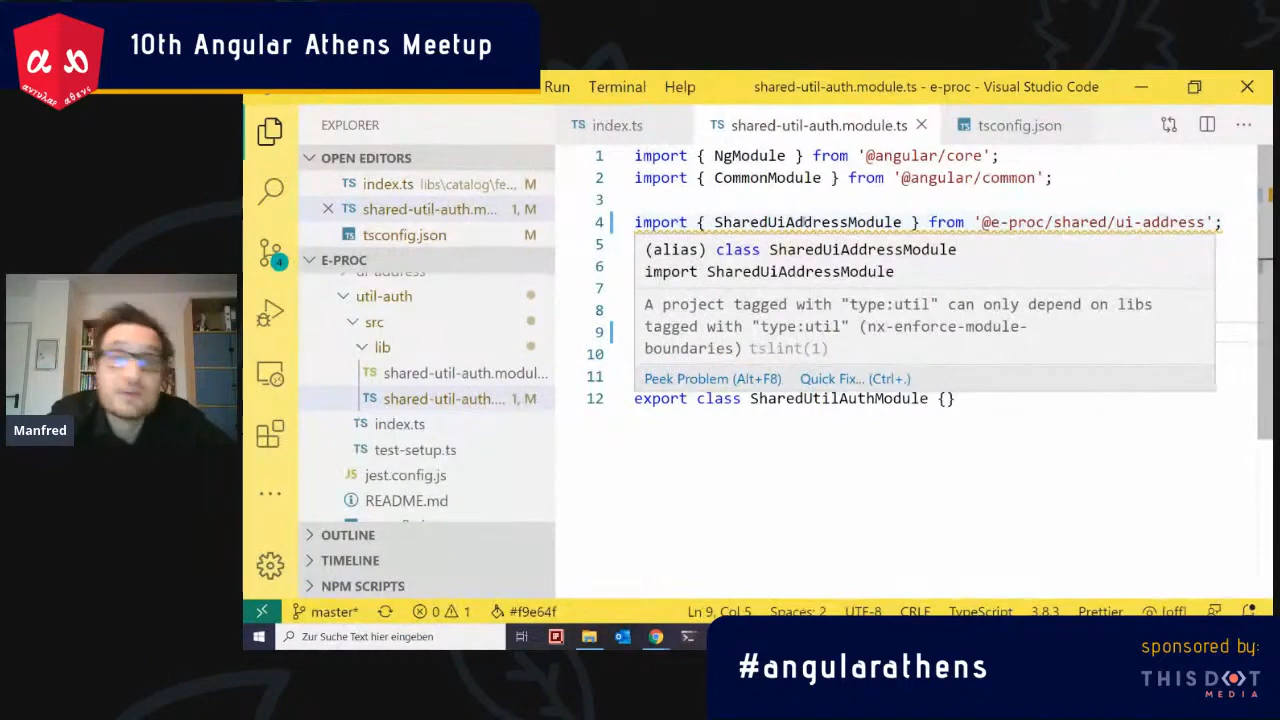 10th Angular Athens Meetup
αngulaρ αθεns
Run Terminal Help
shared-util-auth.module.ts - e-proc - Visual Studio Code
EXPLORER
OPEN EDITORS
TS index.ts libs\catalog\fe... M
TS shared-util-auth.m... 1, M
tsconfig.json M
E-PROC
ui-address
util-auth
src
lib
TS shared-util-auth.modul...
TS shared-util-auth.... 1, M
TS index.ts
TS test-setup.ts
JS jest.config.js
README.md
OUTLINE
TIMELINE
NPM SCRIPTS
4
TS index.ts
TS shared-util-auth.module.ts
tsconfig.json
1 import { NgModule } from '@angular/core';
2 import { CommonModule } from '@angular/common';
3
4 import { SharedUiAddressModule } from '@e-proc/shared/ui-address';
5
(alias) class SharedUiAddressModule
6
import SharedUiAddressModule
7
A project tagged with "type:util" can only depend on libs
8
tagged with "type:util" (nx-enforce-module-
9
boundaries) tslint(1)
10
11 Peek Problem (Alt+F8) Quick Fix... (Ctrl+.)
12 export class SharedUtilAuthModule {}
Manfred
master* 0 1 #f9e64f Ln 9, Col 5 Spaces: 2 UTF-8 CRLF TypeScript 3.8.3 Prettier [off]
Zur Suche Text hier eingeben
#angularathens
sponsored by:
THIS DOT
MEDIA